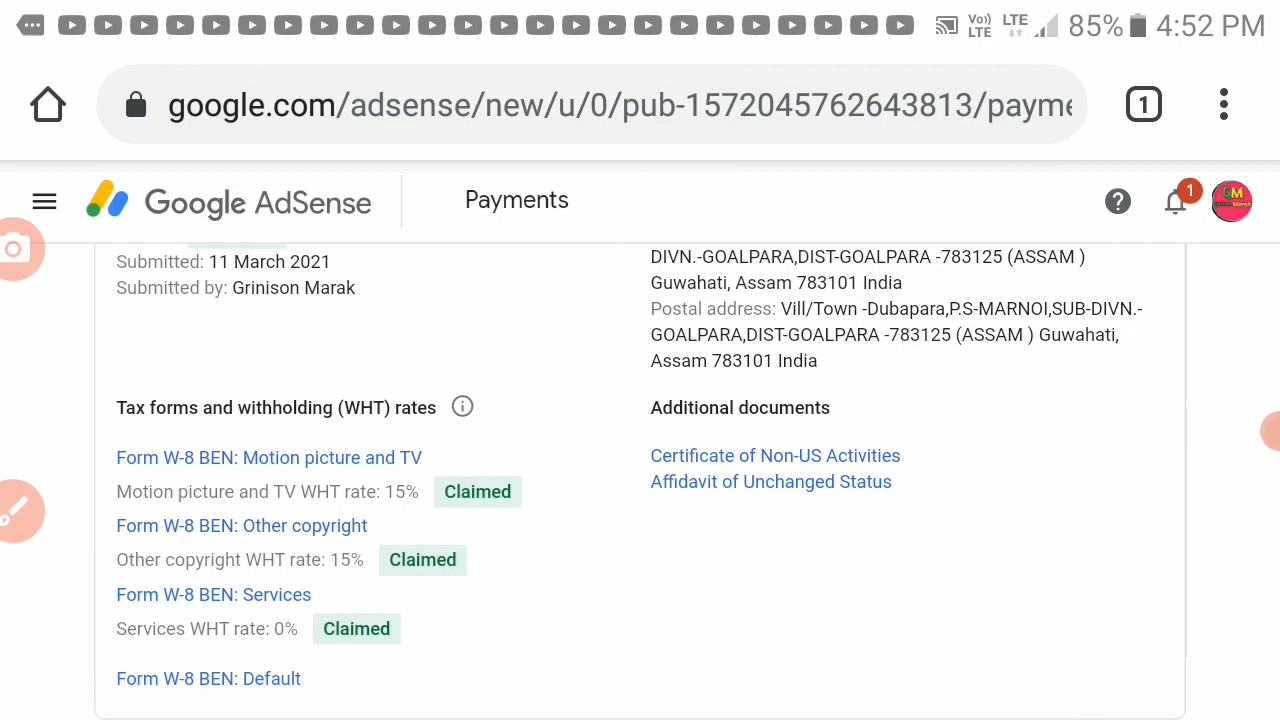 Vo)) LTE LTE 85% 4:52 PM
google.com/adsense/new/u/0/pub-1572045762643813/payme
1
Google AdSense
Payments
1
GM
Submitted: 11 March 2021
Submitted by: Grinison Marak
DIVN.-GOALPARA,DIST-GOALPARA -783125 (ASSAM )
Guwahati, Assam 783101 India
Postal address: Vill/Town -Dubapara,P.S-MARNOI,SUB-DIVN.-
GOALPARA,DIST-GOALPARA -783125 (ASSAM ) Guwahati,
Assam 783101 India
Tax forms and withholding (WHT) rates
Form W-8 BEN: Motion picture and TV
Motion picture and TV WHT rate: 15% Claimed
Form W-8 BEN: Other copyright
Other copyright WHT rate: 15% Claimed
Form W-8 BEN: Services
Services WHT rate: 0% Claimed
Form W-8 BEN: Default
Additional documents
Certificate of Non-US Activities
Affidavit of Unchanged Status